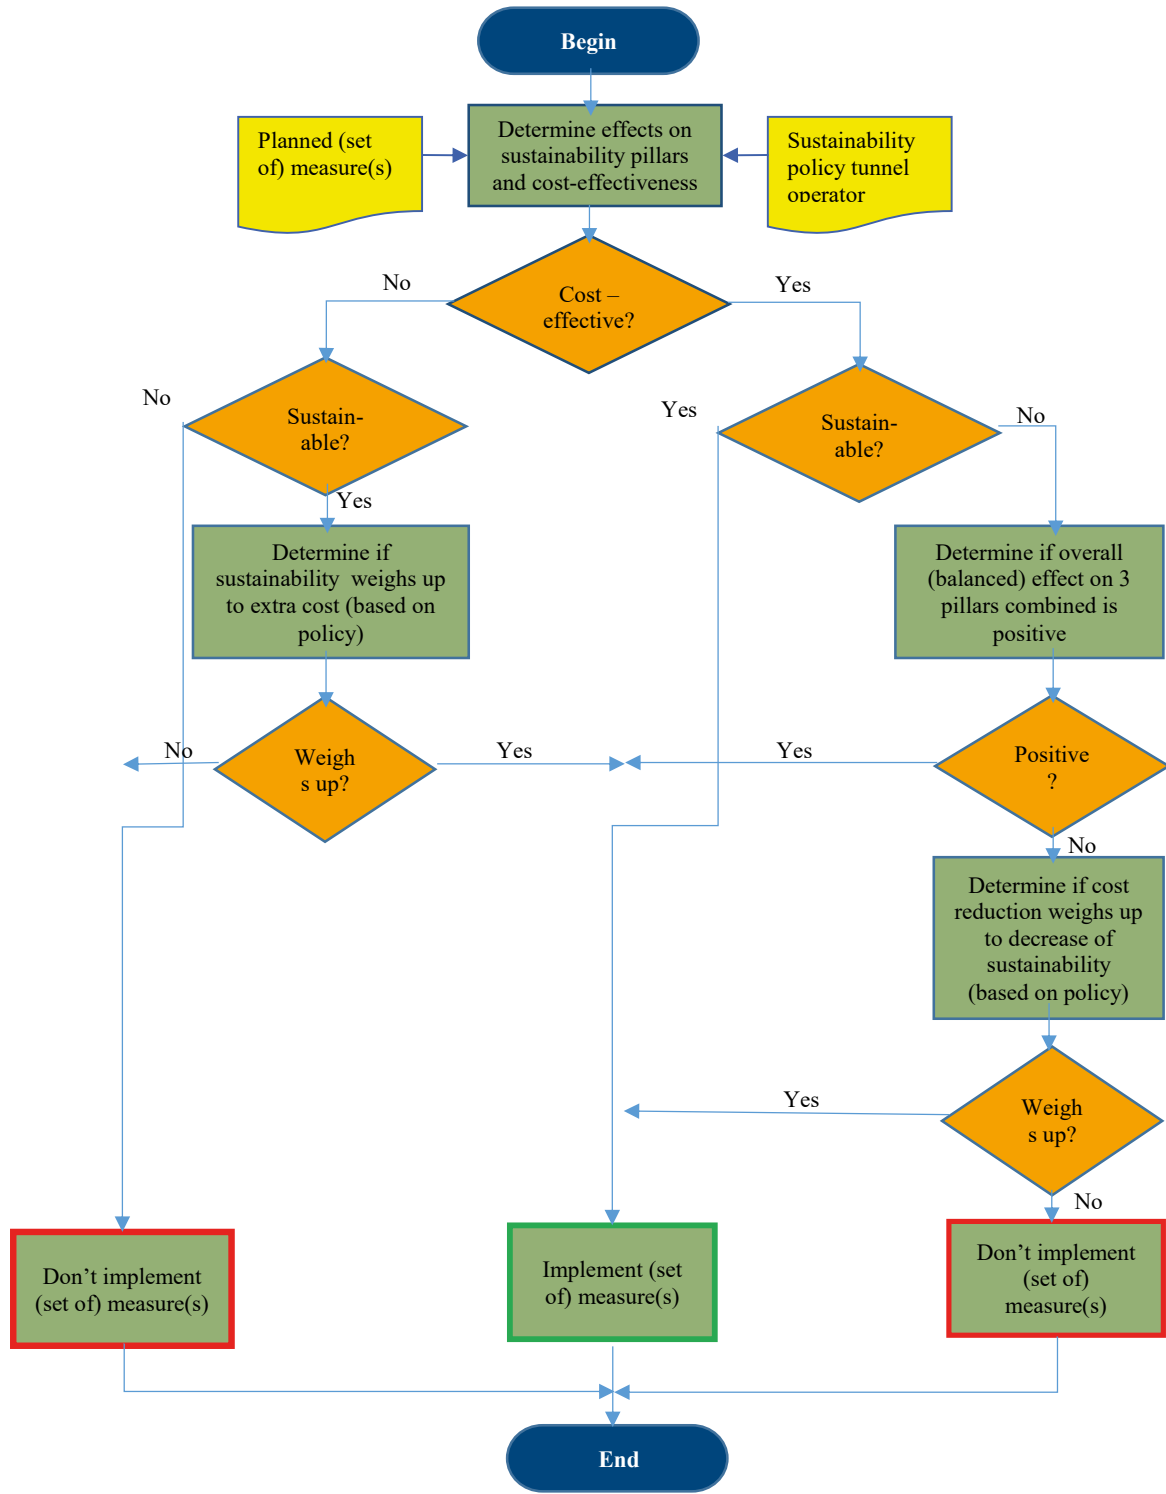 Begin
Planned (set
of) measure(s)
Determine effects on
sustainability pillars
and cost-effectiveness
Sustainability
policy tunnel
operator
No
Cost –
effective?
Yes
No
Sustain-
able?
Yes
Yes
Sustain-
able?
No
Determine if
sustainability weighs up
to extra cost (based on
policy)
Determine if overall
(balanced) effect on 3
pillars combined is
positive
No
Weigh
s up?
Yes
Yes
Positive
?
No
Determine if cost
reduction weighs up
to decrease of
sustainability
(based on policy)
Yes
Weigh
s up?
No
Don’t implement
(set of) measure(s)
Implement (set
of) measure(s)
Don’t implement
(set of)
measure(s)
End